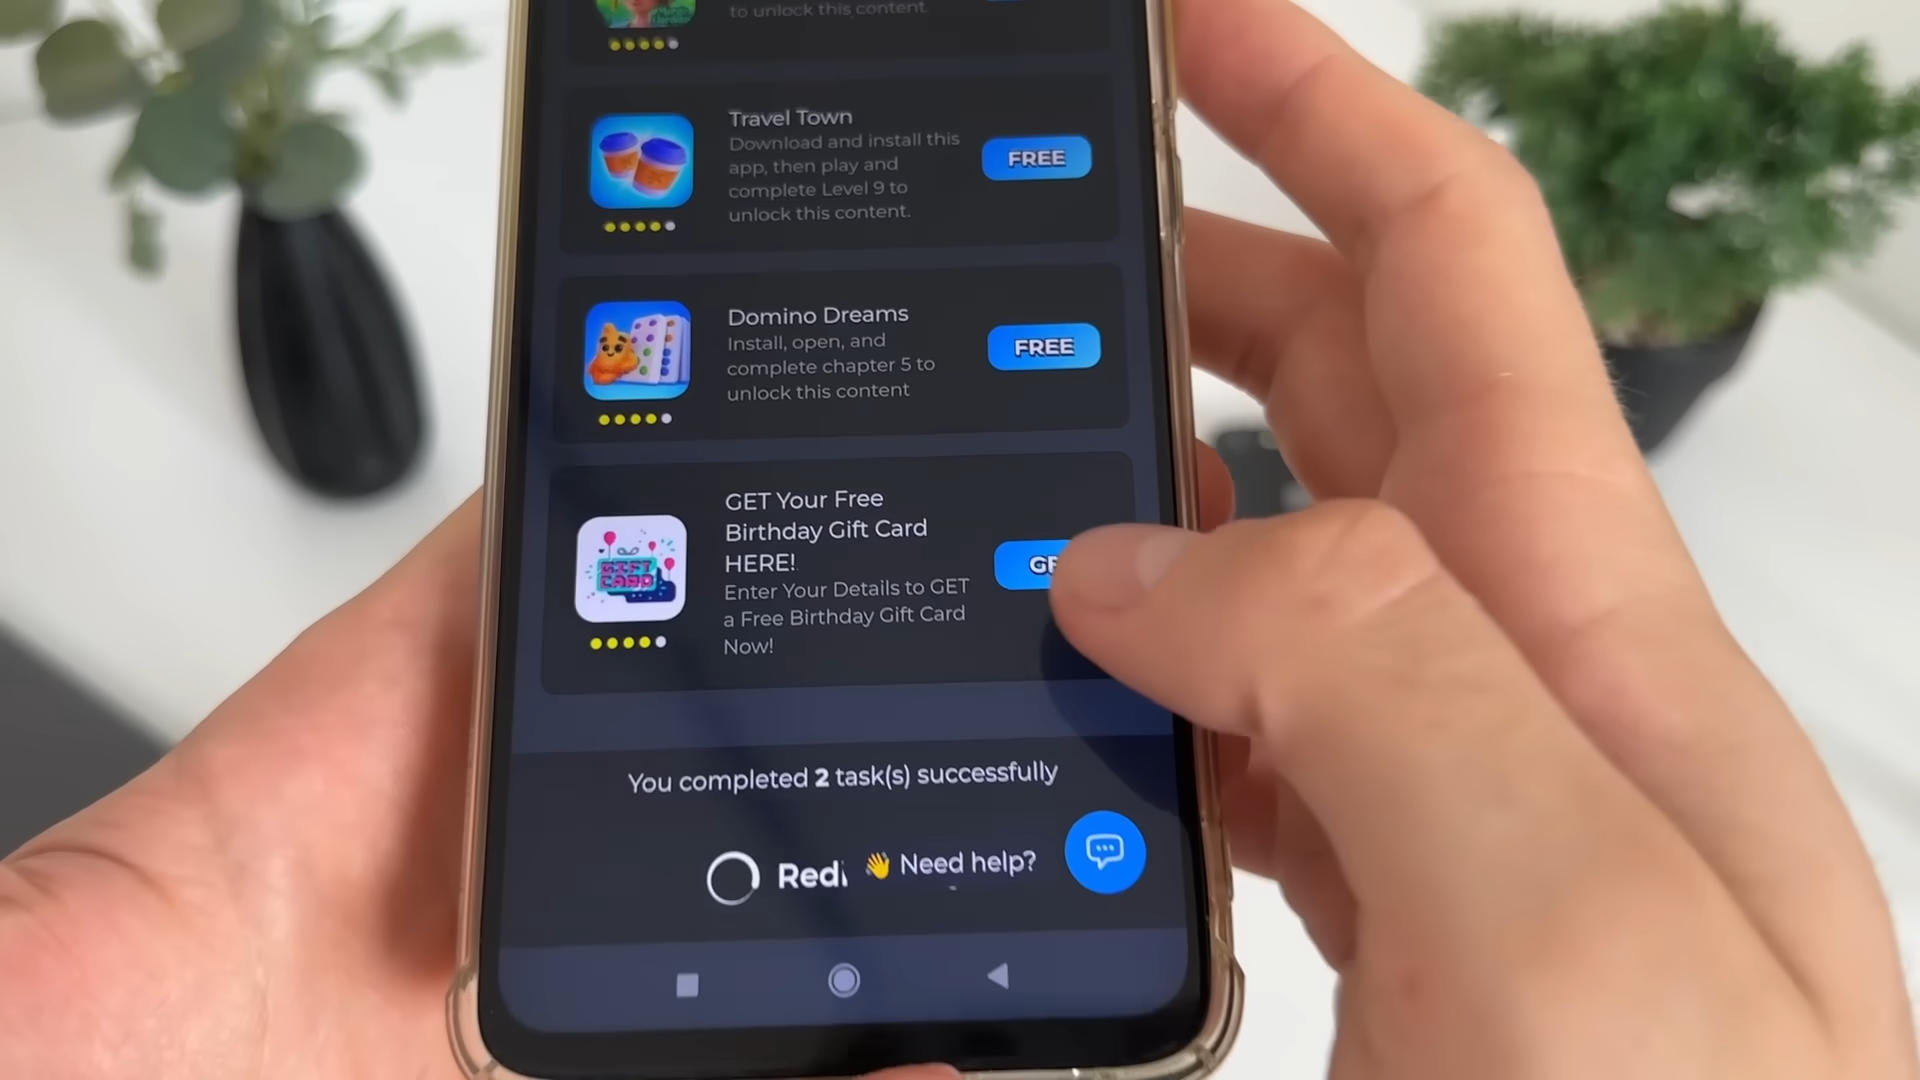 to unlock this content.
Travel Town
Download and install this
app, then play and
complete Level 9 to
unlock this content.
FREE
Domino Dreams
Install, open, and
complete chapter 5 to
unlock this content
FREE
GET Your Free
Birthday Gift Card
HERE!
Enter Your Details to GET
a Free Birthday Gift Card
Now!
GIFT
CARD
You completed 2 task(s) successfully
👋 Need help?